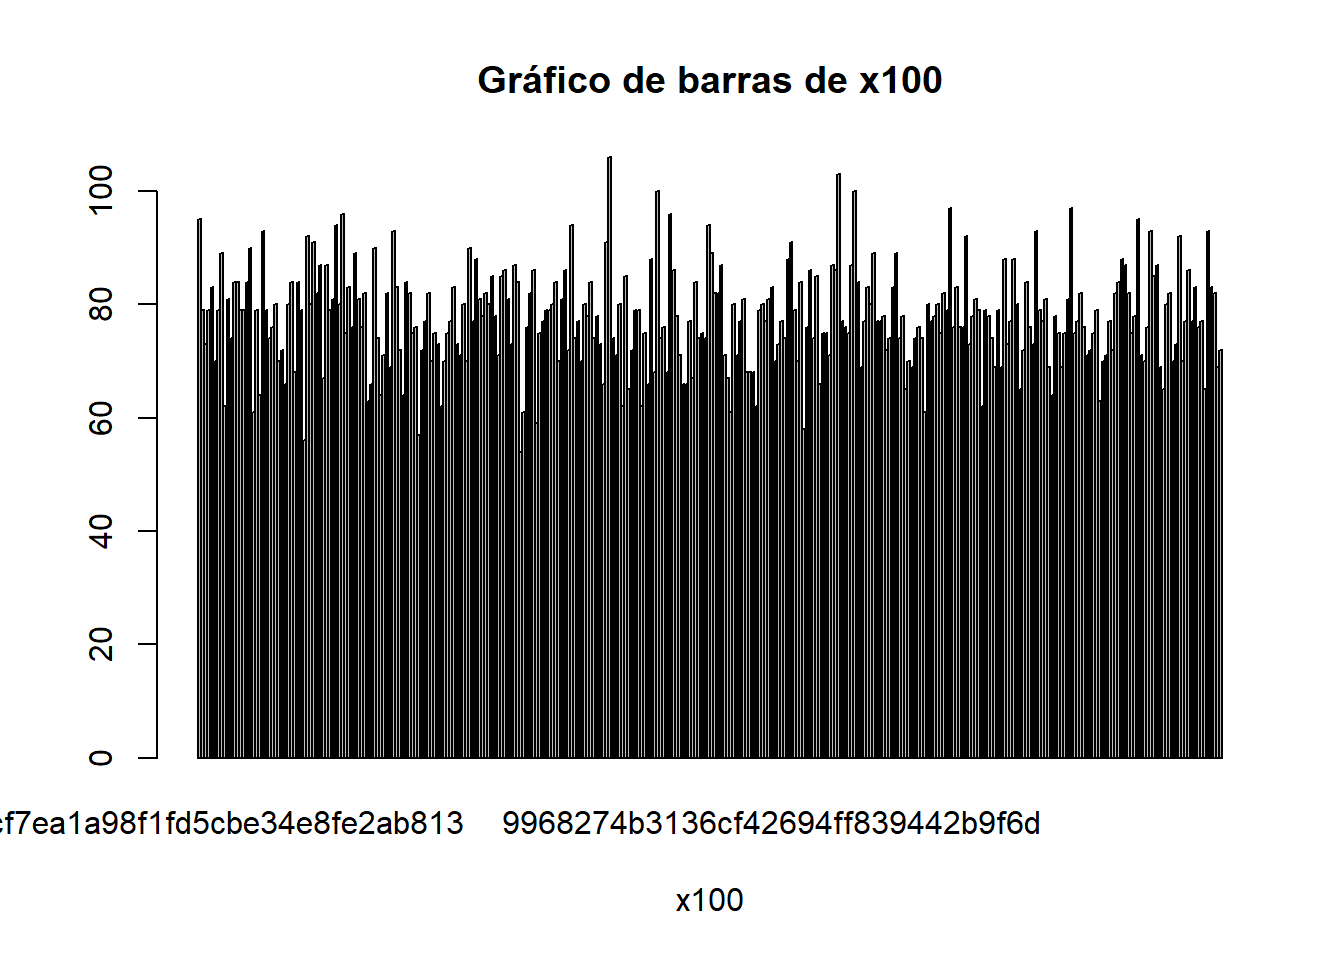 Gráfico de barras de x100
100
80
60
40
20
0
cf7ea1a98f1fd5cbe34e8fe2ab813 9968274b3136cf42694ff839442b9f6d
x100